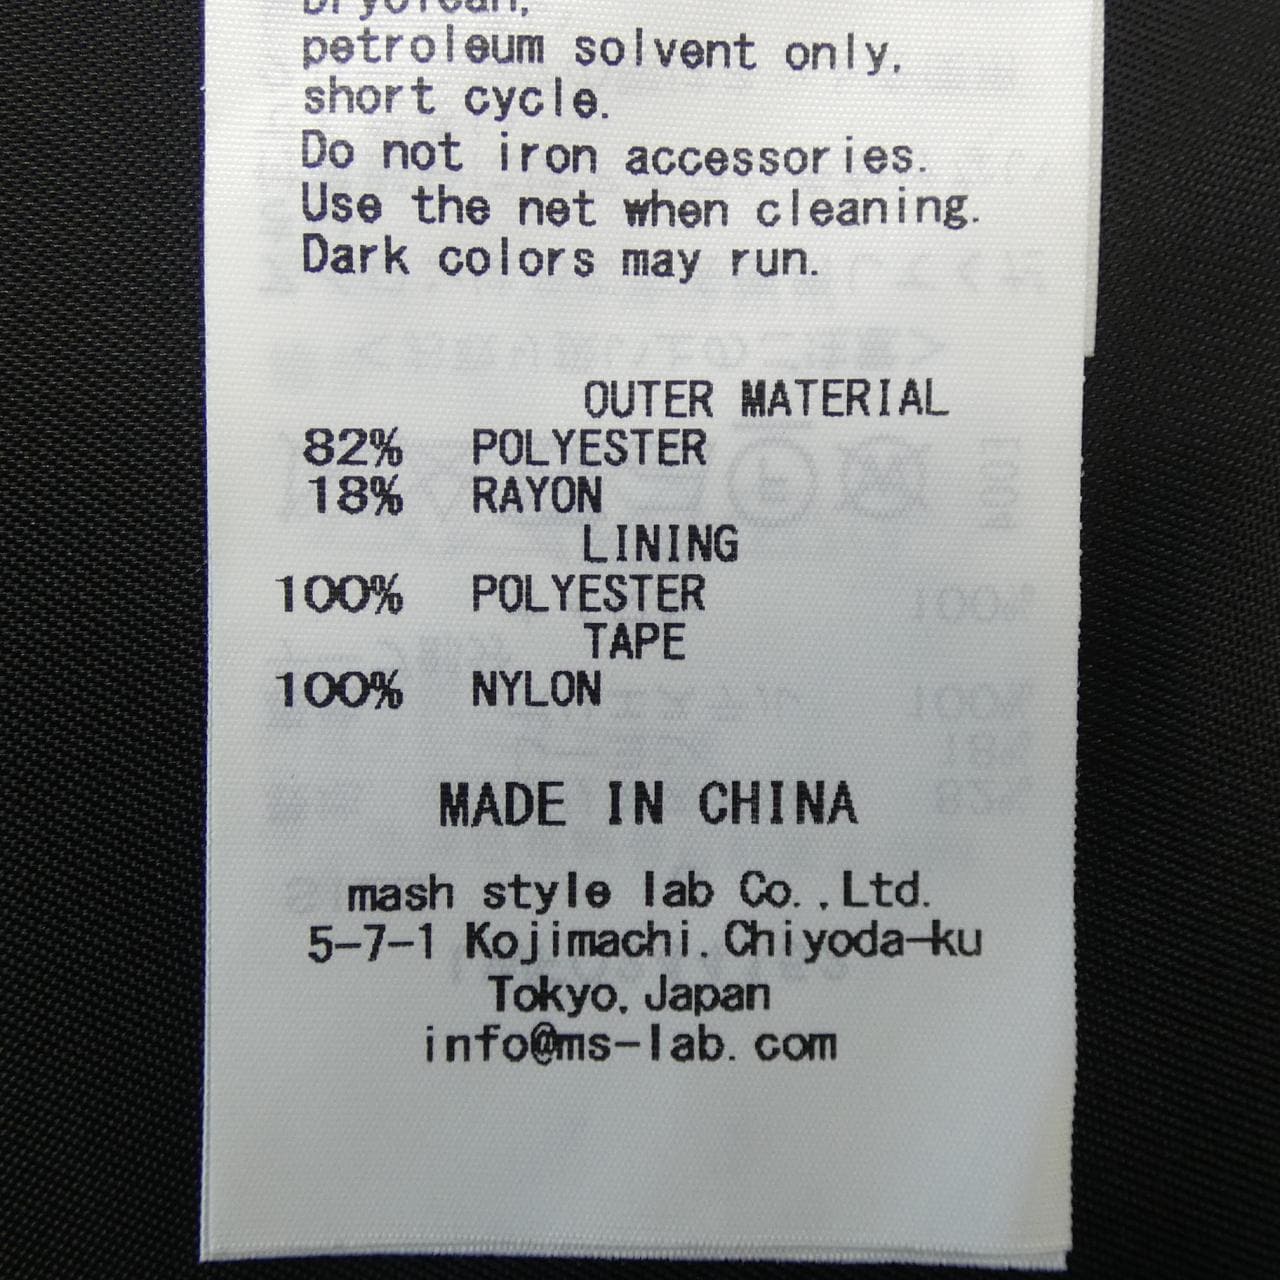 Dryclean,
petroleum solvent only,
short cycle.
Do not iron accessories.
Use the net when cleaning.
Dark colors may run.
OUTER MATERIAL
82% POLYESTER
18% RAYON
LINING
100% POLYESTER
TAPE
100% NYLON
MADE IN CHINA
mash style lab Co.,Ltd.
5-7-1 Kojimachi,Chiyoda-ku
Tokyo,Japan
info@ms-lab.com